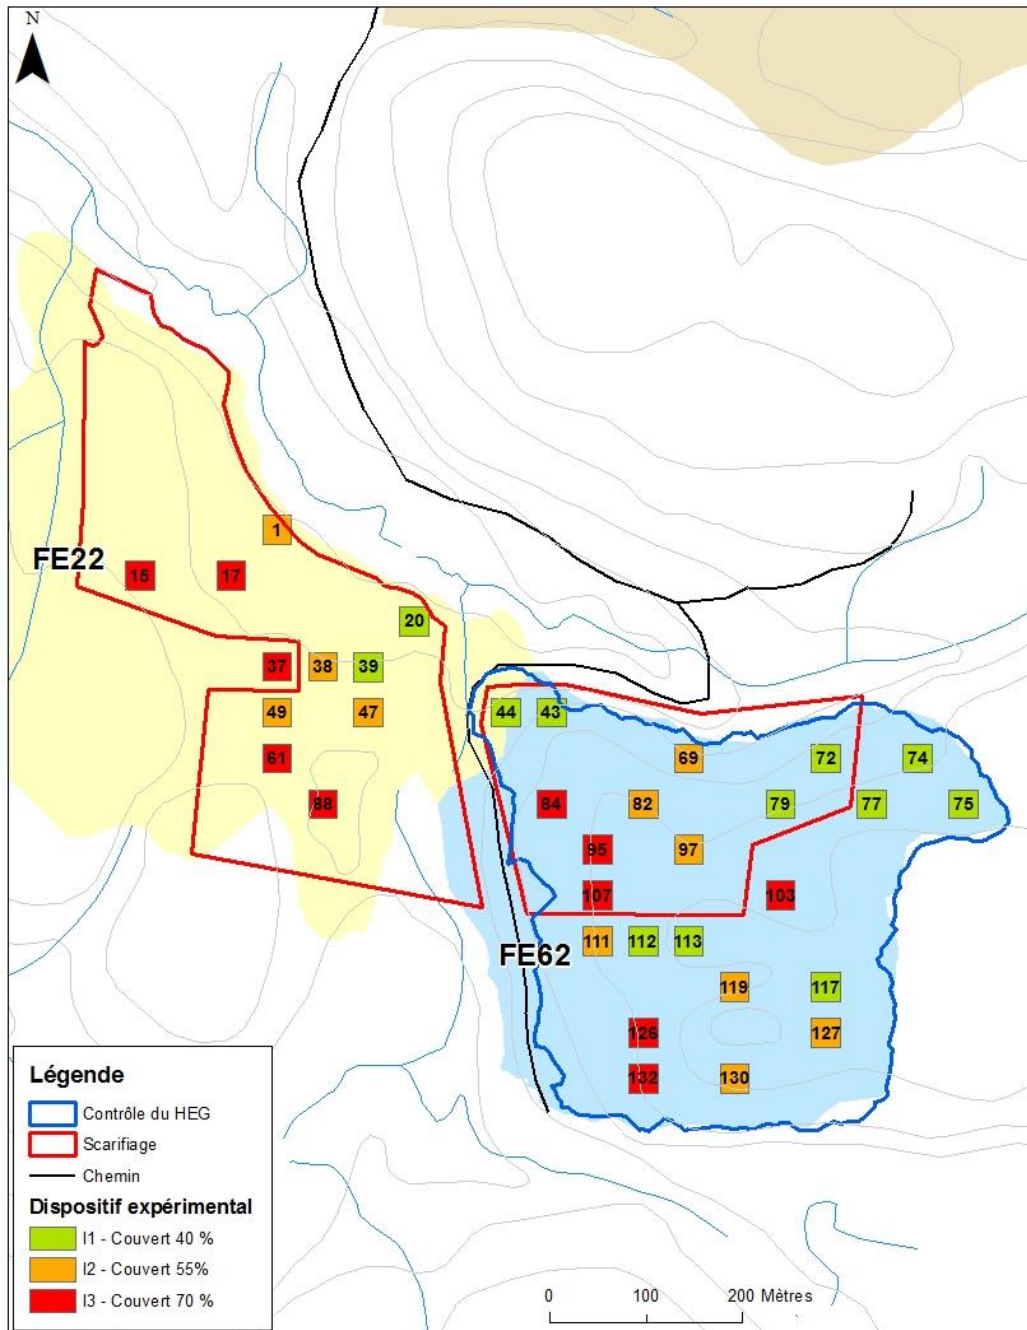 N
1
FE22
15 17
20
37 38 39
49 47
44 43
61
69 72 74
88
84 82 79 77 75
95 97
107 103
111 112 113
FE62
119 117
126 127
132 130
Légende
Contrôle du HEG
Scarifiage
Chemin
Dispositif expérimental
I1 - Couvert 40 %
I2 - Couvert 55%
I3 - Couvert 70 %
0 100 200 Mètres